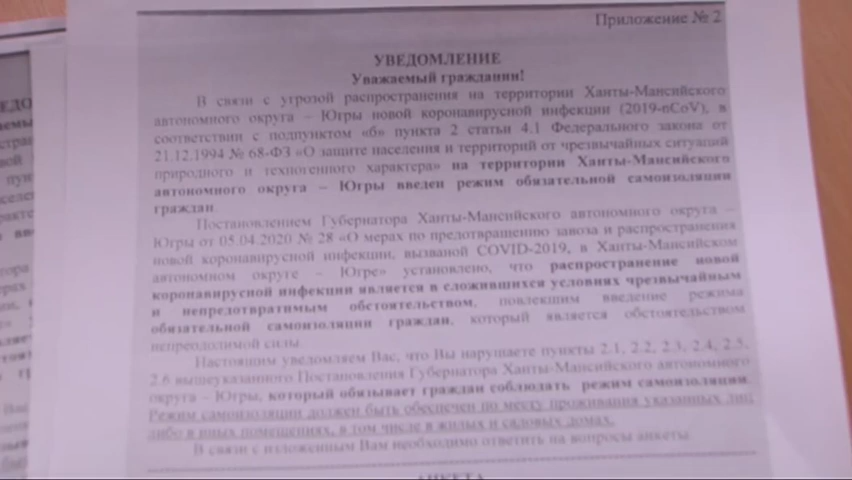 Приложение № 2
УВЕДОМЛЕНИЕ
Уважаемый гражданин!
В связи с угрозой распространения на территории Ханты-Мансийского
автономного округа – Югры новой коронавирусной инфекции (2019-nCoV), в
соответствии с подпунктом «б» пункта 2 статьи 4.1 Федерального закона от
21.12.1994 № 68-ФЗ «О защите населения и территорий от чрезвычайных ситуаций
природного и техногенного характера» на территории Ханты-Мансийского
автономного округа – Югры введен режим обязательной самоизоляции
граждан.
Постановлением Губернатора Ханты-Мансийского автономного округа –
Югры от 05.04.2020 № 28 «О мерах по предотвращению завоза и распространения
новой коронавирусной инфекции, вызваной COVID-2019, в Ханты-Мансийском
автономном округе – Югре» установлено, что распространение новой
коронавирусной инфекции является в сложившихся условиях чрезвычайным
и непредотвратимым обстоятельством, повлекшим введение режима
обязательной самоизоляции граждан, который является обстоятельством
непреодолимой силы.
Настоящим уведомляем Вас, что Вы нарушаете пункты 2.1, 2.2, 2.3, 2.4, 2.5,
2.6 вышеуказанного Постановления Губернатора Ханты-Мансийского автономного
округа – Югры, который обязывает граждан соблюдать режим самоизоляции.
Режим самоизоляции должен быть обеспечен по месту проживания указанных лиц
либо в иных помещениях, в том числе в жилых и садовых домах.
В связи с изложенным Вам необходимо ответить на вопросы анкеты
АНКЕТА